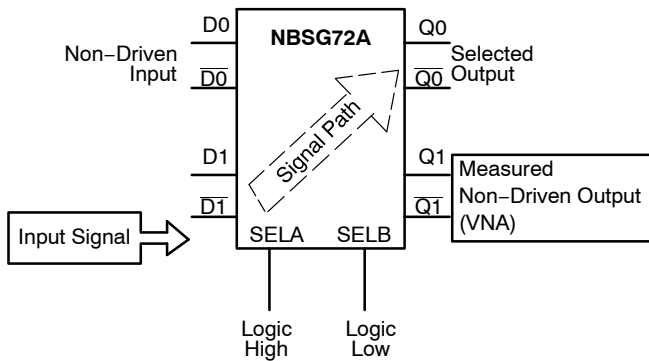 D0
NBSG72A
Q0
Non−Driven
Input
Selected
Output
D0
Q0
Signal Path
D1
Q1
Measured
Non−Driven Output
(VNA)
D1
Q1
Input Signal
SELA
SELB
Logic
High
Logic
Low